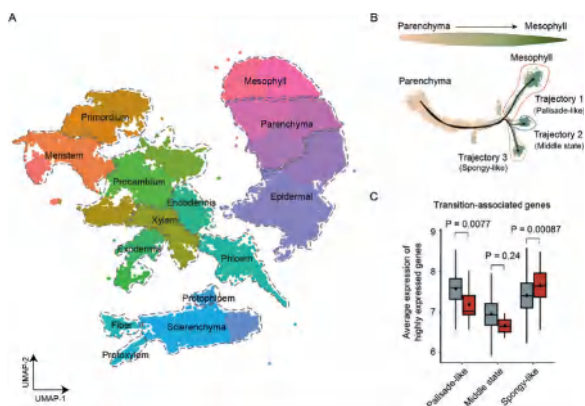 A
Mesophyll
Primordium
Parenchyma
Meristem
Procambium
Endodermis
Epidermal
Xylem
Exodermis
Phloem
Protophloem
Fiber
Sclerenchyma
Protoxylem
UMAP-2
UMAP-1
B
Parenchyma
Mesophyll
Mesophyll
Parenchyma
Trajectory 1
(Palisade-like)
Trajectory 2
(Middle state)
Trajectory 3
(Spongy-like)
C
Transition-associated genes
P = 0.0077
P = 0.00087
P = 0.24
Average expression of
highly expressed genes
9
8
7
6
Palisade-like
Middle state
Spongy-like